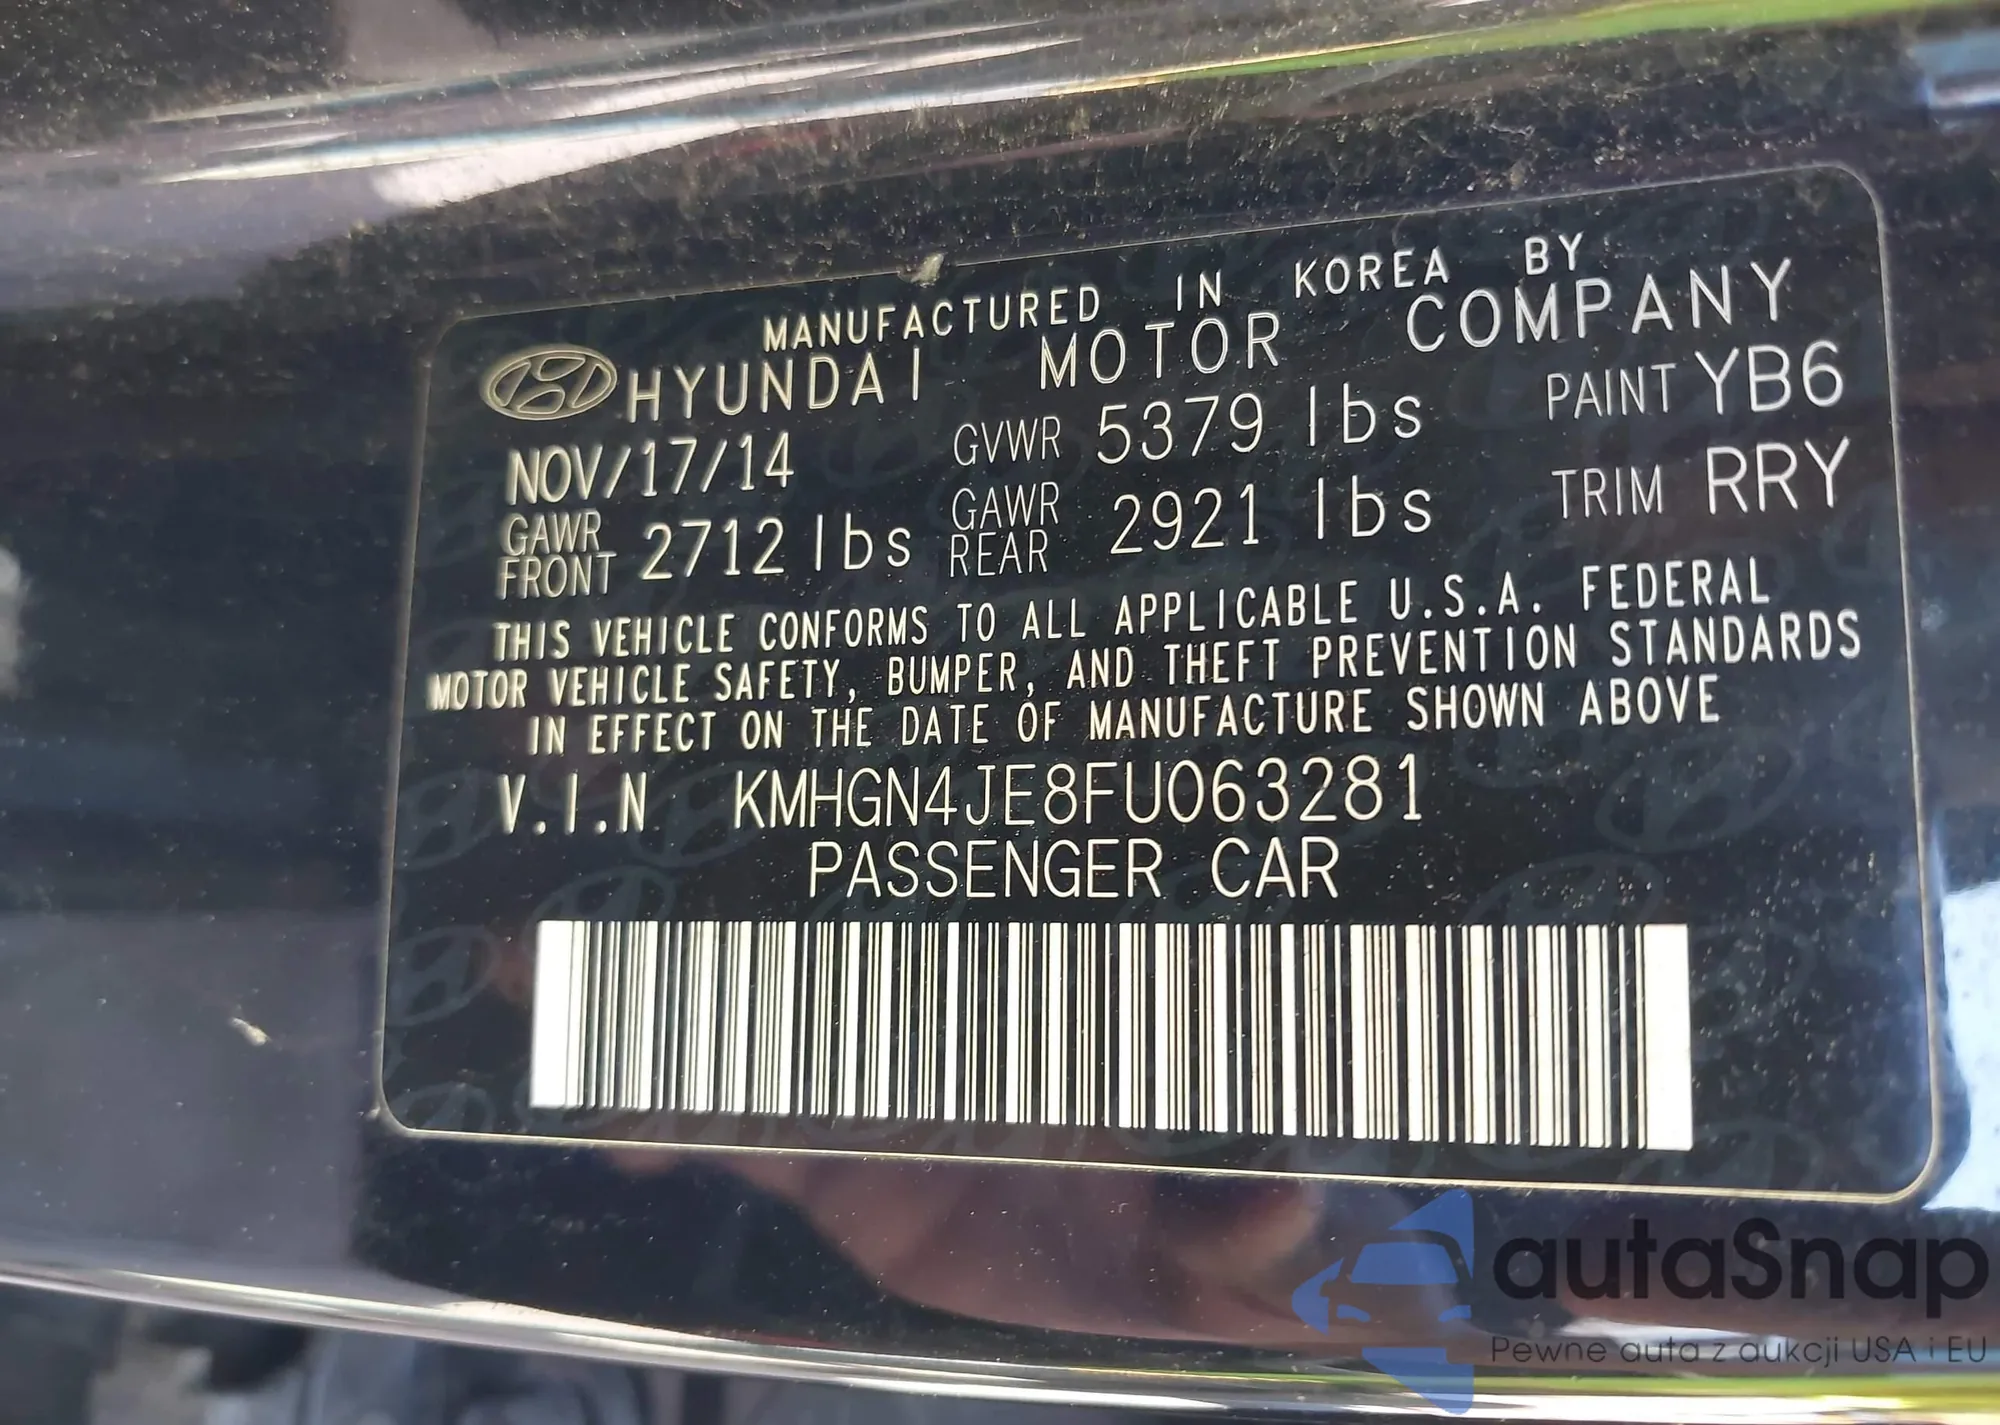 MANUFACTURED IN KOREA BY
HYUNDAI MOTOR COMPANY
NOV/17/14 GVWR 5379 lbs PAINT YB6
GAWR FRONT 2712 lbs GAWR REAR 2921 lbs TRIM RRY
THIS VEHICLE CONFORMS TO ALL APPLICABLE U.S.A. FEDERAL
MOTOR VEHICLE SAFETY, BUMPER, AND THEFT PREVENTION STANDARDS
IN EFFECT ON THE DATE OF MANUFACTURE SHOWN ABOVE
V.I.N KMHGN4JE8FU063281
PASSENGER CAR
autaSnap
Pewne auta z aukcji USA i EU